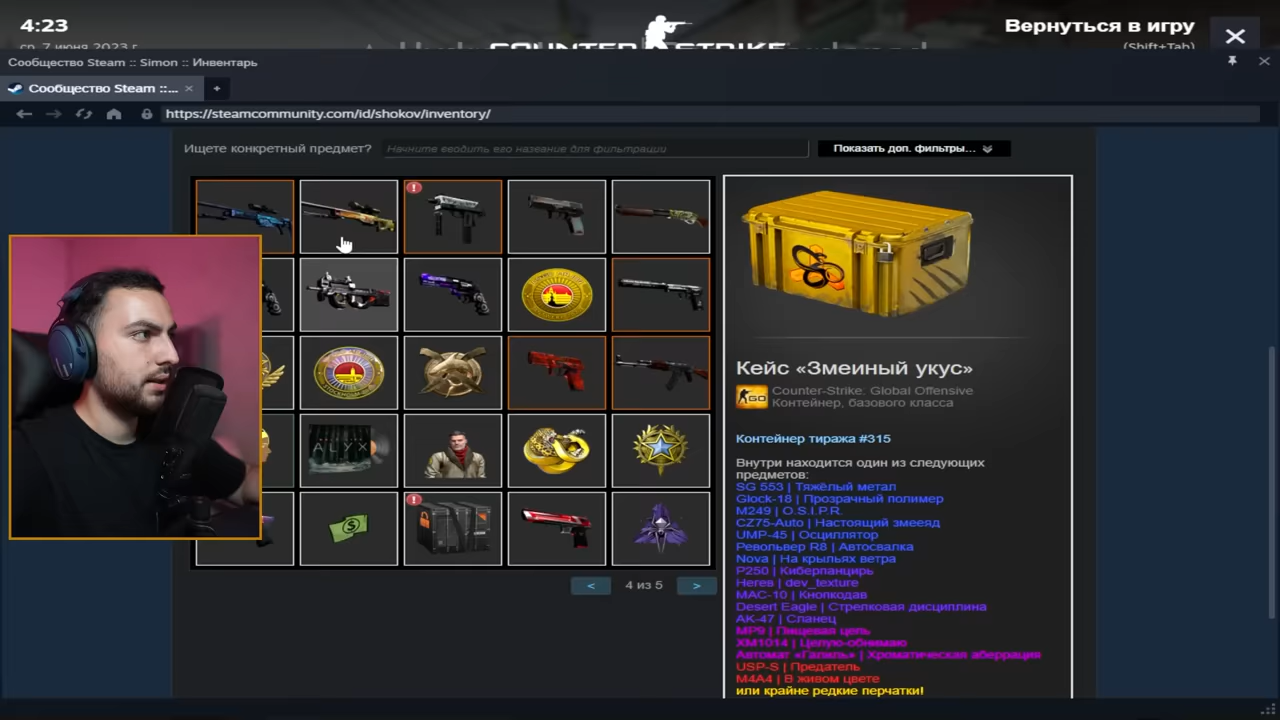 4:23
ср, 7 июня 2023 г.
COUNTER STRIKE
Вернуться в игру
(Shift+Tab)
Сообщество Steam :: Simon :: Инвентарь
Сообщество Steam ::...
https://steamcommunity.com/id/shokov/inventory/
Ищете конкретный предмет?
Начните вводить его название для фильтрации
Показать доп. фильтры...
ALYX
Кейс «Змеиный укус»
GO
Counter-Strike: Global Offensive
Контейнер, базового класса
Контейнер тиража #315
Внутри находится один из следующих
предметов:
SG 553 | Тяжёлый метал
Glock-18 | Прозрачный полимер
M249 | O.S.I.P.R.
CZ75-Auto | Настоящий змееяд
UMP-45 | Осциллятор
Револьвер R8 | Автосвалка
Nova | На крыльях ветра
P250 | Киберпанцирь
Негев | dev_texture
MAC-10 | Кнопкодав
Desert Eagle | Стрелковая дисциплина
AK-47 | Сланец
MP9 | Пищевая цепь
XM1014 | Целую-обнимаю
Автомат «Галиль» | Хроматическая аберрация
USP-S | Предатель
M4A4 | В живом цвете
или крайне редкие перчатки!
< 4 из 5 >